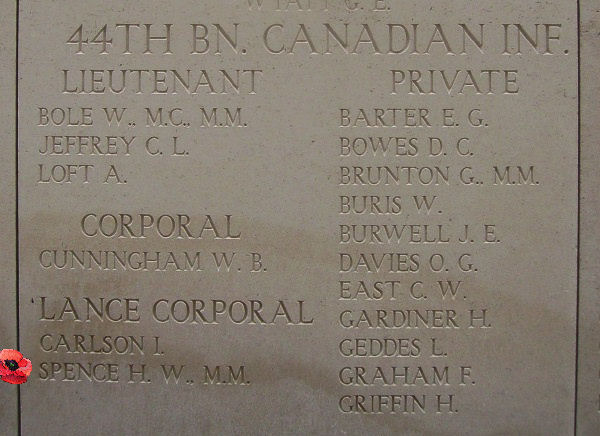 WYATT G. E.
44TH BN. CANADIAN INF.
LIEUTENANT
BOLE W., M.C., M.M.
JEFFREY C. L.
LOFT A.
CORPORAL
CUNNINGHAM W. B.
LANCE CORPORAL
CARLSON I.
SPENCE H. W., M.M.
PRIVATE
BARTER E. G.
BOWES D. C.
BRUNTON G., M.M.
BURIS W.
BURWELL J. E.
DAVIES O. G.
EAST C. W.
GARDINER H.
GEDDES L.
GRAHAM F.
GRIFFIN H.